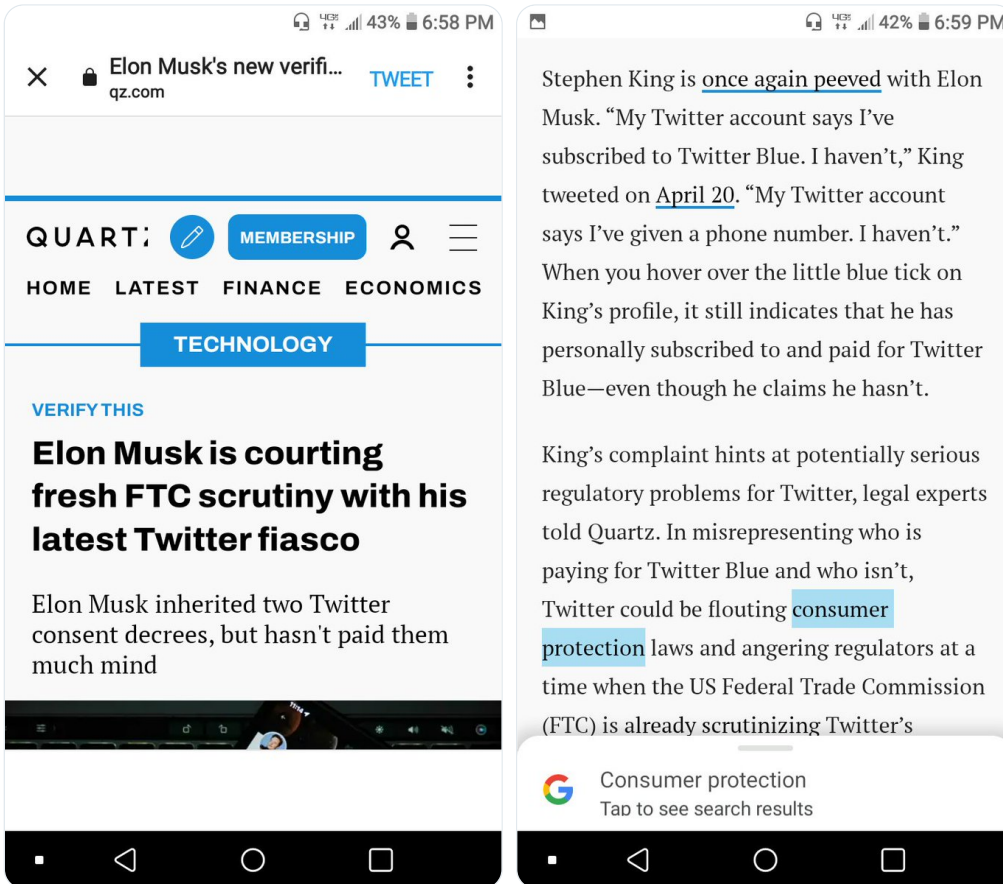 43% 6:58 PM
Elon Musk's new verifi...
qz.com
TWEET
QUARTZ
MEMBERSHIP
HOME LATEST FINANCE ECONOMICS
TECHNOLOGY
VERIFY THIS
Elon Musk is courting
fresh FTC scrutiny with his
latest Twitter fiasco
Elon Musk inherited two Twitter
consent decrees, but hasn't paid them
much mind
11:14
4GE 42% 6:59 PM
Stephen King is once again peeved with Elon
Musk. “My Twitter account says I’ve
subscribed to Twitter Blue. I haven’t,” King
tweeted on April 20. “My Twitter account
says I’ve given a phone number. I haven’t.”
When you hover over the little blue tick on
King’s profile, it still indicates that he has
personally subscribed to and paid for Twitter
Blue—even though he claims he hasn’t.
King’s complaint hints at potentially serious
regulatory problems for Twitter, legal experts
told Quartz. In misrepresenting who is
paying for Twitter Blue and who isn’t,
Twitter could be flouting consumer
protection laws and angering regulators at a
time when the US Federal Trade Commission
(FTC) is already scrutinizing Twitter’s
G
Consumer protection
Tap to see search results